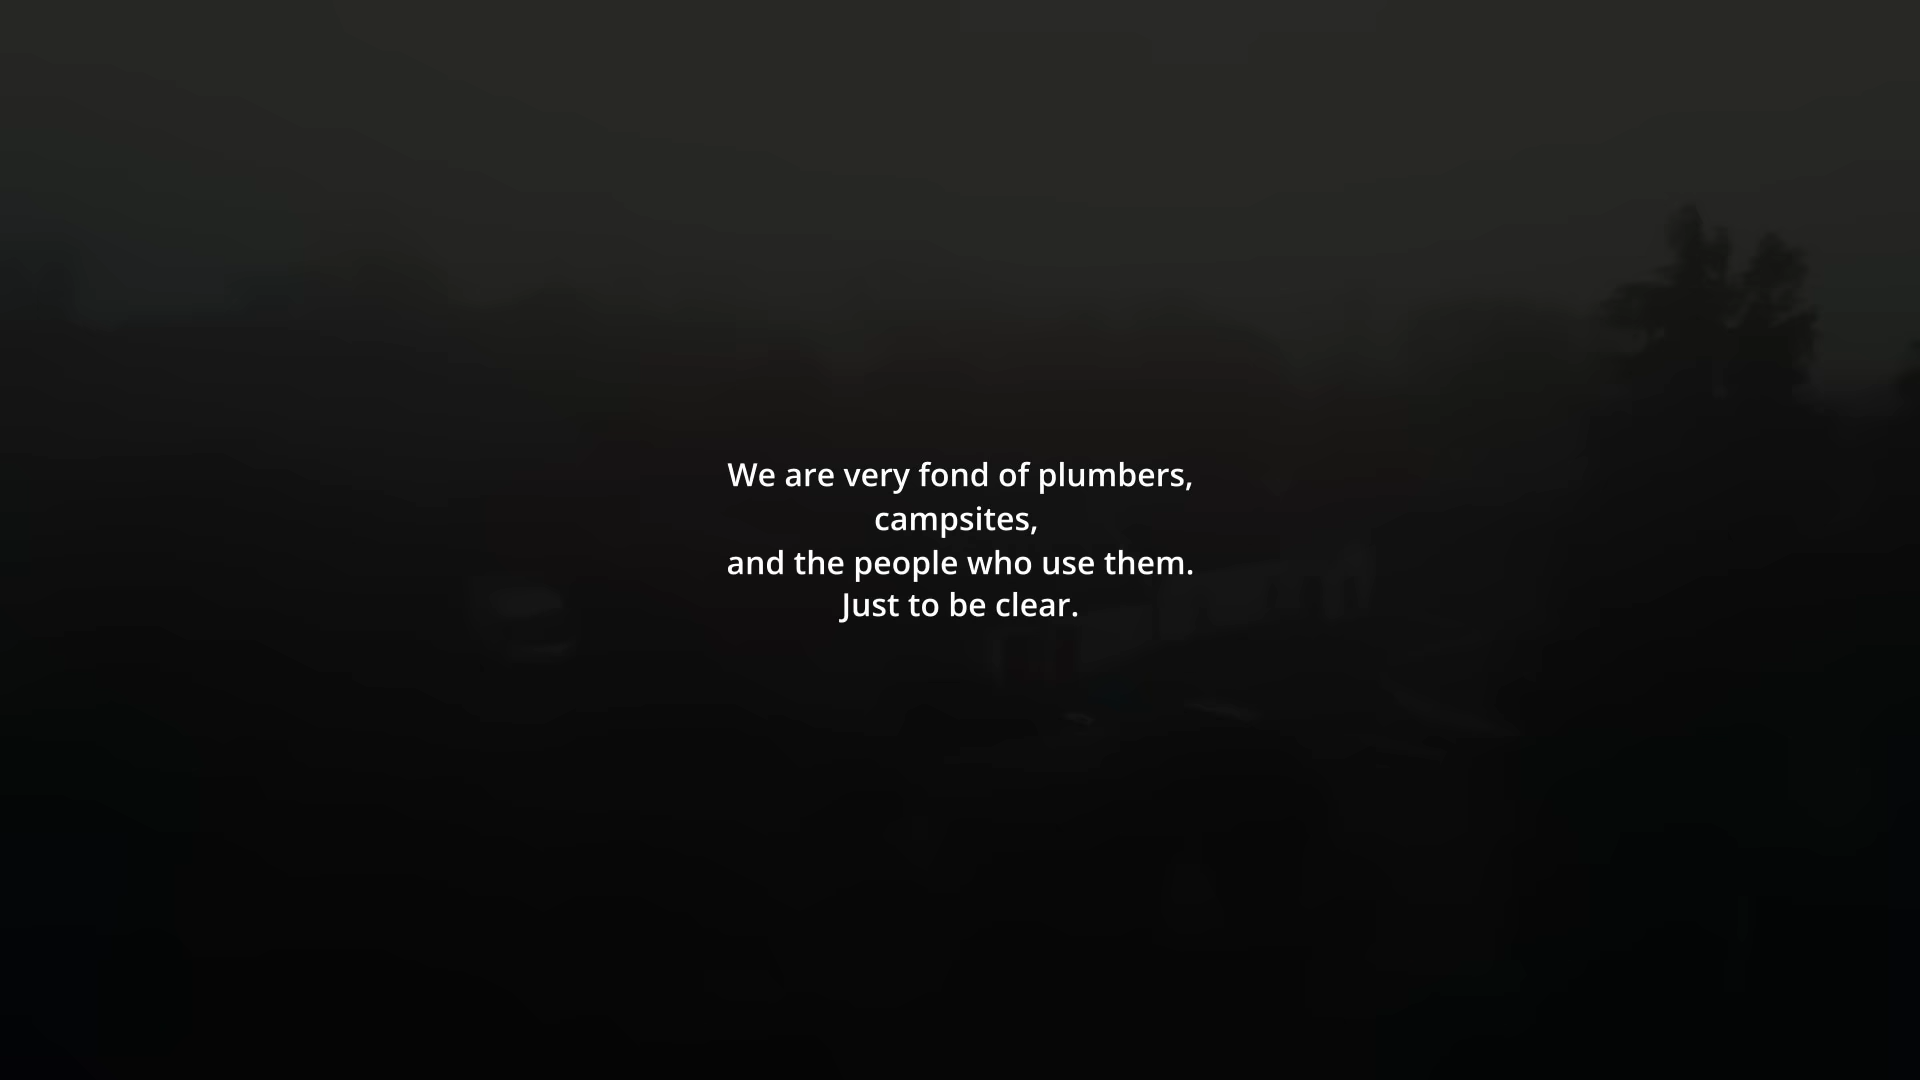 We are very fond of plumbers,
campsites,
and the people who use them.
Just to be clear.